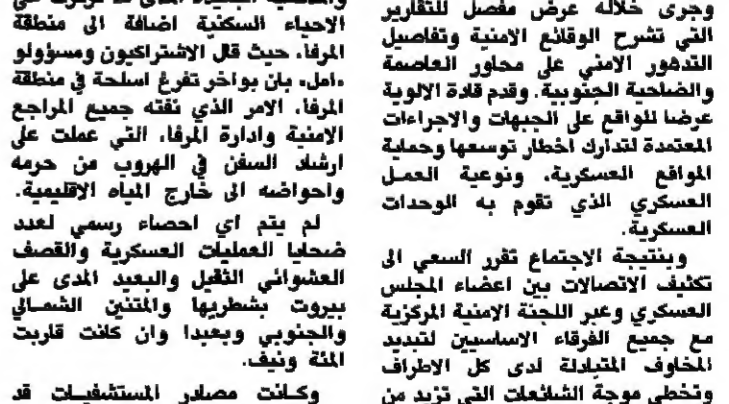 وجرى خلاله عرض مفصل للتقارير
التي تشرح الوقائع الامنية وتفاصيل
التدهور الامني على محاور العاصمة
والضاحية الجنوبية. وقدم قادة الالوية
عرضا للواقع على الجبهات والاجراءات
المعتمدة لتدارك اخطار توسعها وحماية
المواقع العسكرية، ونوعية العمل
العسكري الذي تقوم به الوحدات
العسكرية.
وبنتيجة الاجتماع تقرر السعي الى
تكثيف الاتصالات بين اعضاء المجلس
العسكري وعبر اللجنة الامنية المركزية
مع جميع الفرقاء الاساسيين لتبديد
المخاوف المتبادلة لدى كل الاطراف
وتخطي موجة الشائعات التي تزيد من
الاحياء السكنية اضافة الى منطقة
المرفا، حيث قال الاشتراكيون ومسؤولو
«امل» بان بواخر تفرغ اسلحة في منطقة
المرفا، الامر الذي نفته جميع المراجع
الامنية وادارة المرفا، التي عملت على
ارشاد السفن في الهروب من حرمه
واحواضه الى خارج المياه الاقليمية.
لم يتم اي احصاء رسمي لعدد
ضحايا العمليات العسكرية والقصف
العشوائي الثقيل والبعيد المدى على
بيروت بشطريها والمتنين الشمالي
والجنوبي وبعبدا وان كانت قاربت
المئة ونيف.
وكانت مصادر المستشفيات قد